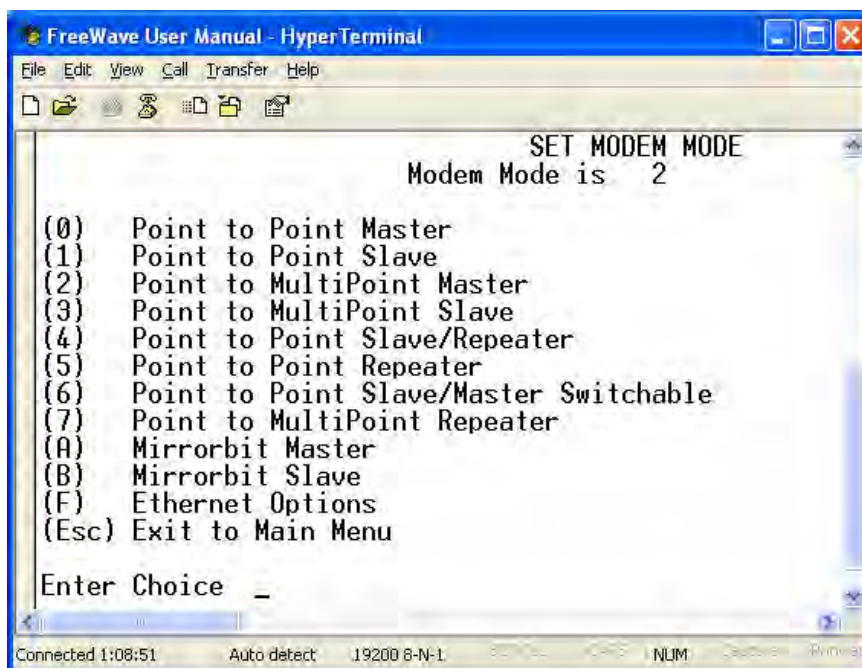 FreeWave User Manual - HyperTerminal
File Edit View Call Transfer Help
SET MODEM MODE
Modem Mode is 2
(0) Point to Point Master
(1) Point to Point Slave
(2) Point to MultiPoint Master
(3) Point to MultiPoint Slave
(4) Point to Point Slave/Repeater
(5) Point to Point Repeater
(6) Point to Point Slave/Master Switchable
(7) Point to MultiPoint Repeater
(A) Mirrorbit Master
(B) Mirrorbit Slave
(F) Ethernet Options
(Esc) Exit to Main Menu
Enter Choice _
Connected 1:08:51 Auto detect 19200 8-N-1 NUM